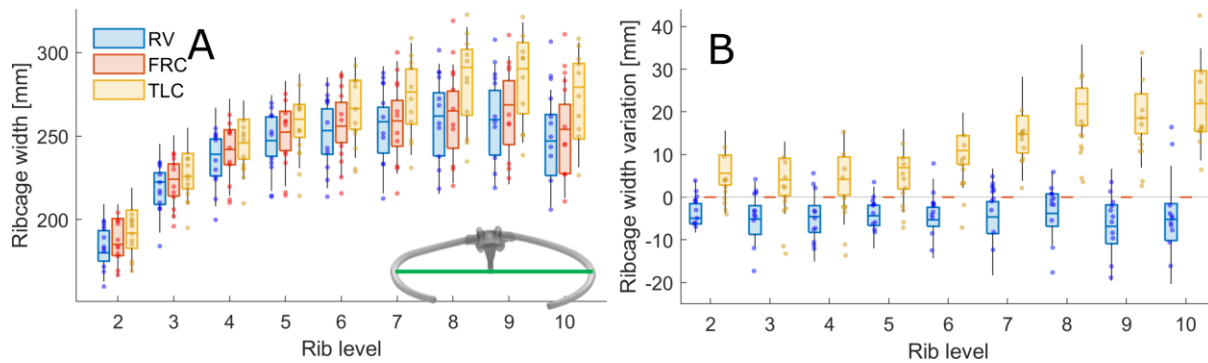 A
RV
FRC
TLC
Ribcage width [mm]
300
250
200
2 3 4 5 6 7 8 9 10
Rib level
B
Ribcage width variation [mm]
40
30
20
10
0
-10
-20
2 3 4 5 6 7 8 9 10
Rib level